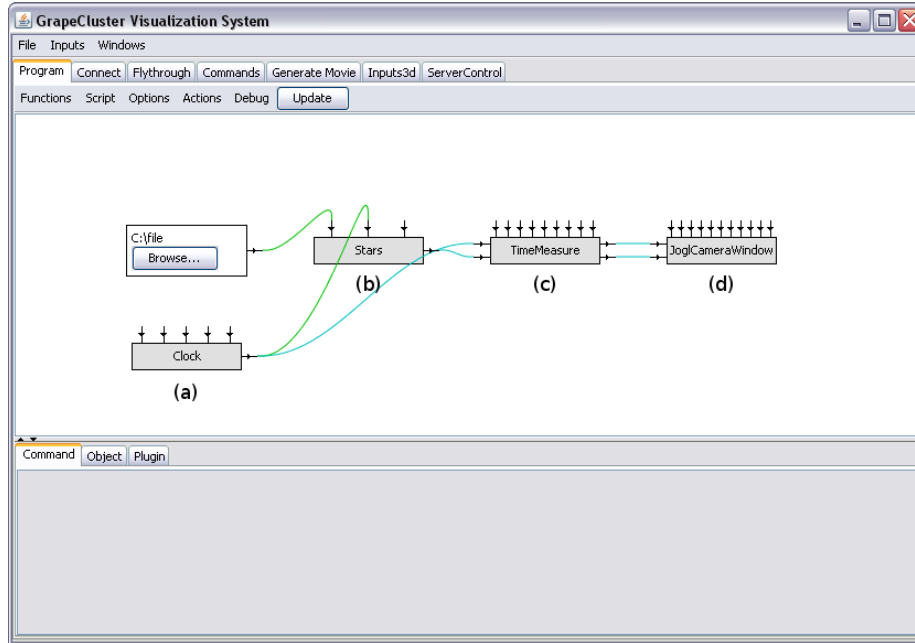 GrapeCluster Visualization System
File Inputs Windows
Program Connect Flythrough Commands Generate Movie Inputs3d ServerControl
Functions Script Options Actions Debug Update
C:\file
Browse...
Stars TimeMeasure JoglCameraWindow
(b) (c) (d)
Clock
(a)
Command Object Plugin